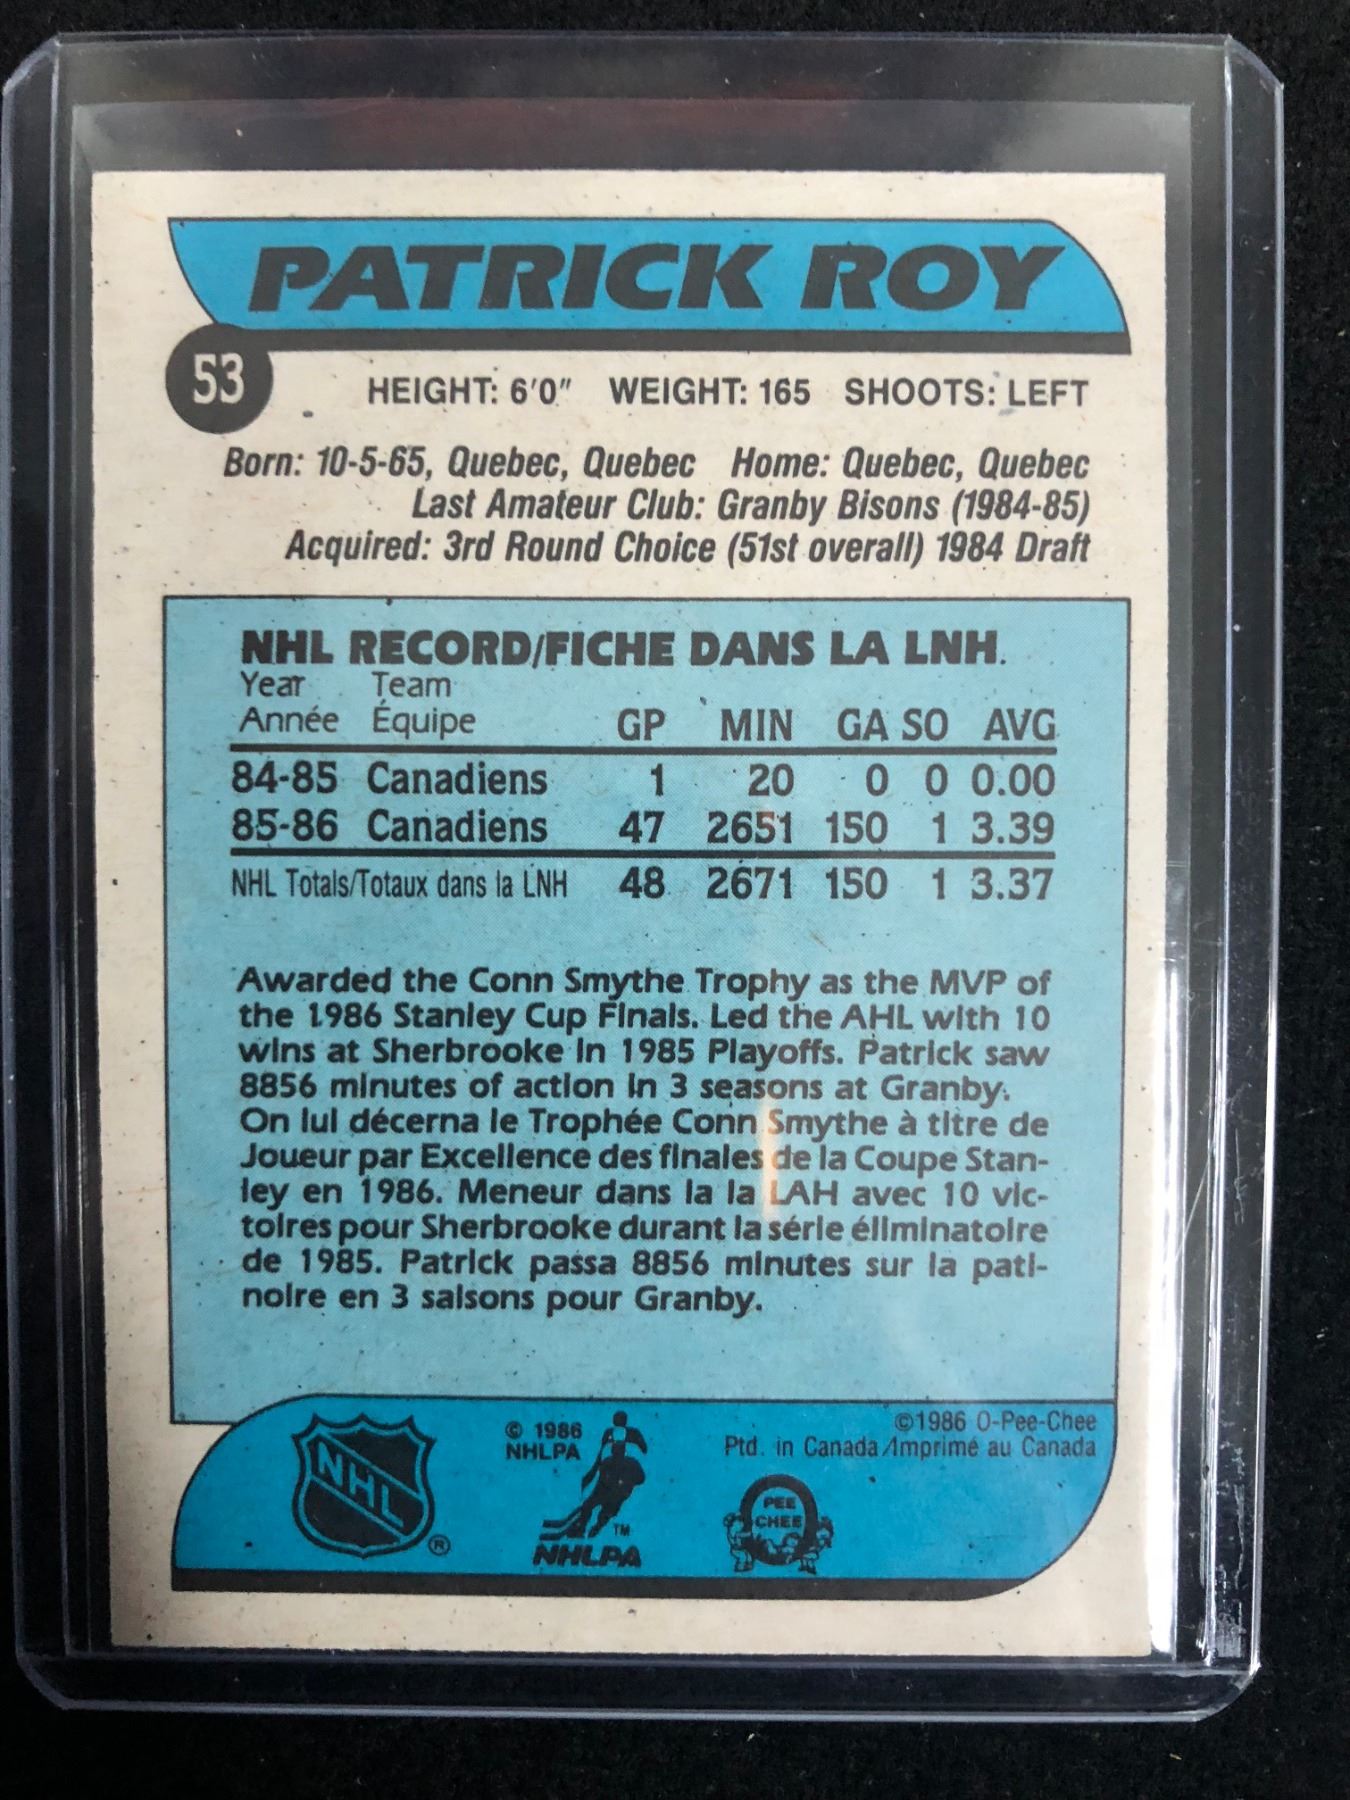 PATRICK ROY
53
HEIGHT: 6'0" WEIGHT: 165 SHOOTS: LEFT
Born: 10-5-65, Quebec, Quebec Home: Quebec, Quebec
Last Amateur Club: Granby Bisons (1984-85)
Acquired: 3rd Round Choice (51st overall) 1984 Draft
NHL RECORD/FICHE DANS LA LNH.
Year Team
Année Équipe GP MIN GA SO AVG
84-85 Canadiens 1 20 0 0 0.00
85-86 Canadiens 47 2651 150 1 3.39
NHL Totals/Totaux dans la LNH 48 2671 150 1 3.37
Awarded the Conn Smythe Trophy as the MVP of
the 1986 Stanley Cup Finals. Led the AHL with 10
wins at Sherbrooke in 1985 Playoffs. Patrick saw
8856 minutes of action in 3 seasons at Granby.
On lui décerna le Trophée Conn Smythe à titre de
Joueur par Excellence des finales de la Coupe Stan-
ley en 1986. Meneur dans la la LAH avec 10 vic-
toires pour Sherbrooke durant la série éliminatoire
de 1985. Patrick passa 8856 minutes sur la pati-
noire en 3 saisons pour Granby.
NHL ®
© 1986
NHLPA
TM
NHLPA
©1986 O-Pee-Chee
Ptd. in Canada/Imprimé au Canada
PEE
CHEE